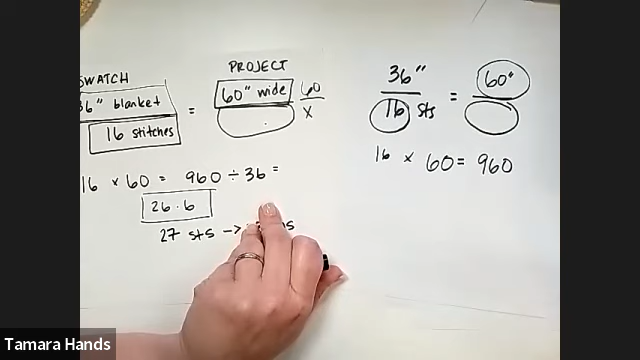 SWATCH
36" blanket
16 stitches
=
PROJECT
60" wide
60
x
16 x 60 = 960 ÷ 36 =
26.6
27 sts ->
36"
16 sts
=
60"
16 x 60 = 960
Tamara Hands